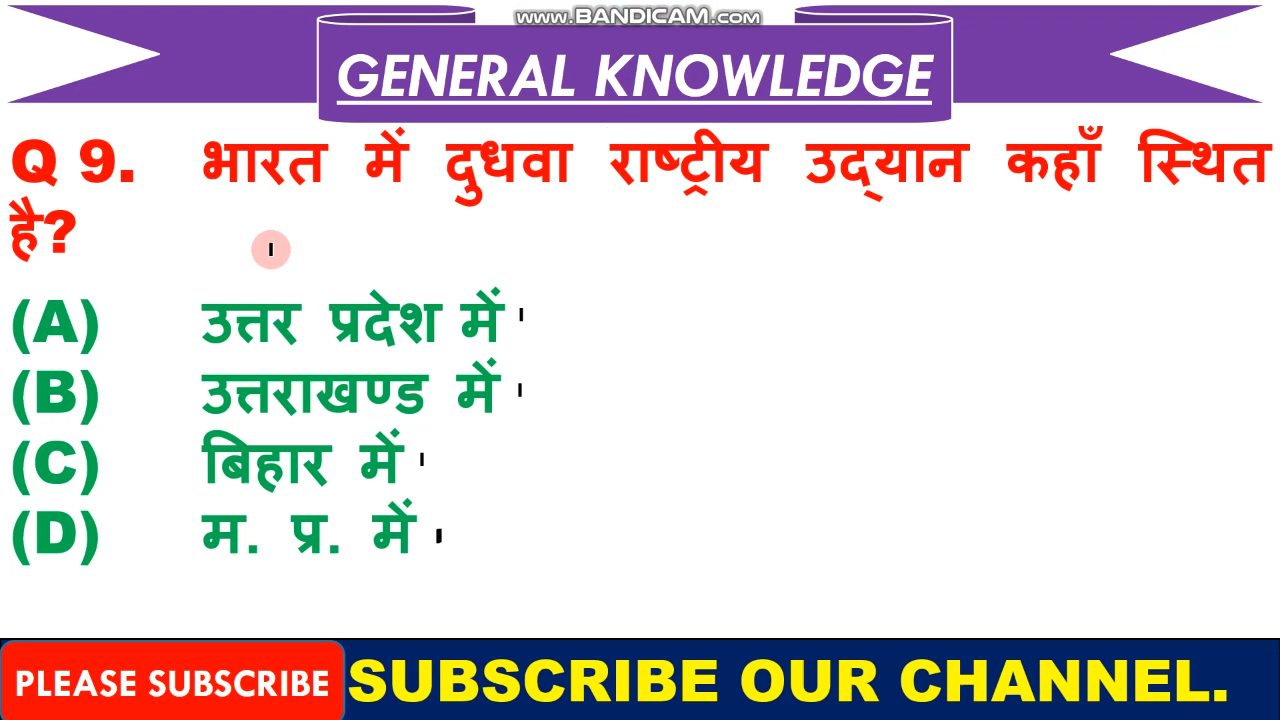 www.BANDICAM.com
GENERAL KNOWLEDGE
Q 9. भारत में दुधवा राष्ट्रीय उद्यान कहाँ स्थित
है?
(A) उत्तर प्रदेश में
(B) उत्तराखण्ड में
(C) बिहार में
(D) म. प्र. में
PLEASE SUBSCRIBE SUBSCRIBE OUR CHANNEL.